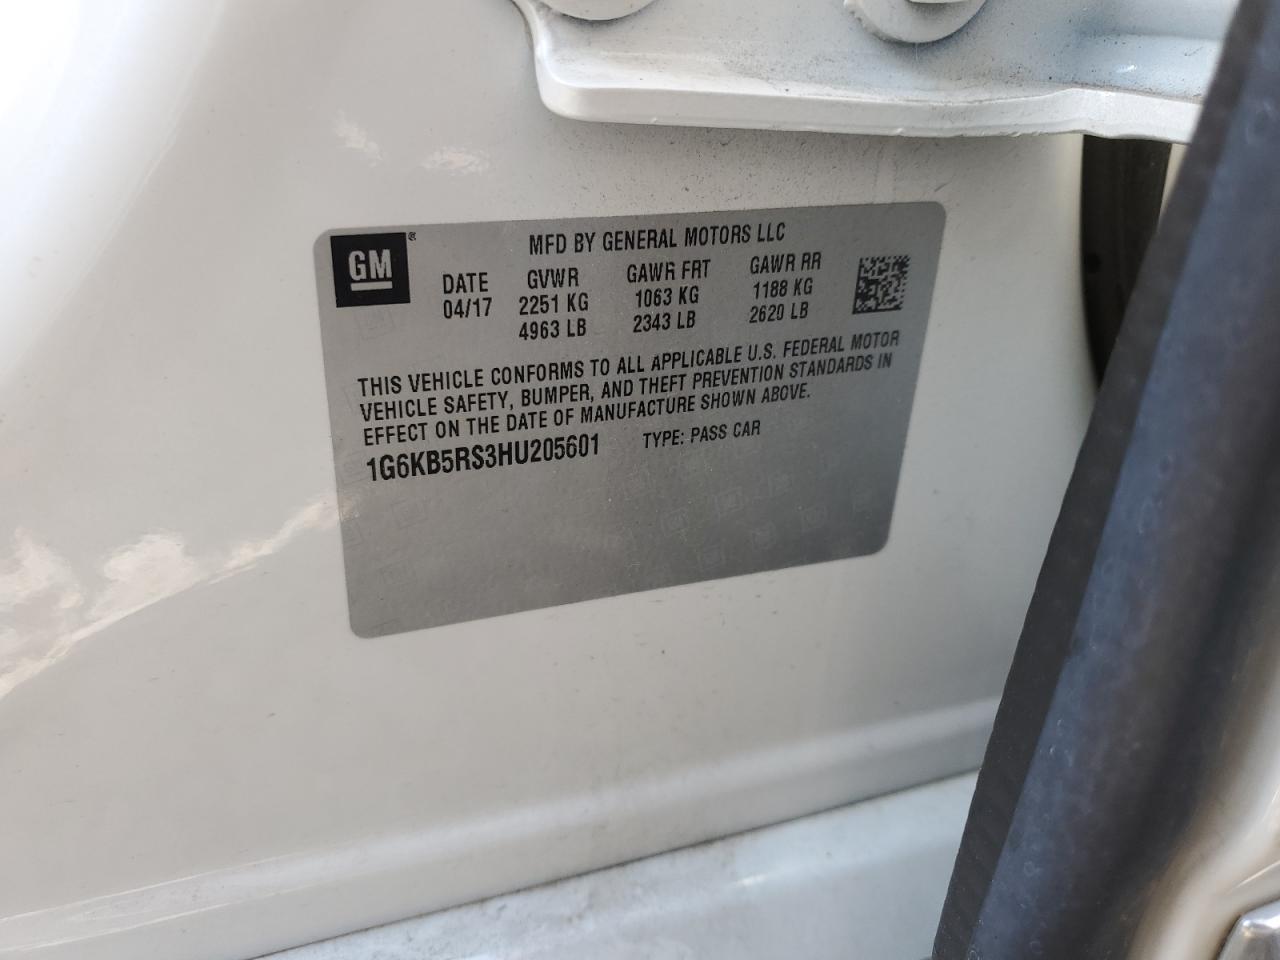 GM®
MFD BY GENERAL MOTORS LLC
DATE GVWR GAWR FRT GAWR RR
04/17 2251 KG 1063 KG 1188 KG
4963 LB 2343 LB 2620 LB
THIS VEHICLE CONFORMS TO ALL APPLICABLE U.S. FEDERAL MOTOR
VEHICLE SAFETY, BUMPER, AND THEFT PREVENTION STANDARDS IN
EFFECT ON THE DATE OF MANUFACTURE SHOWN ABOVE.
1G6KB5RS3HU205601 TYPE: PASS CAR